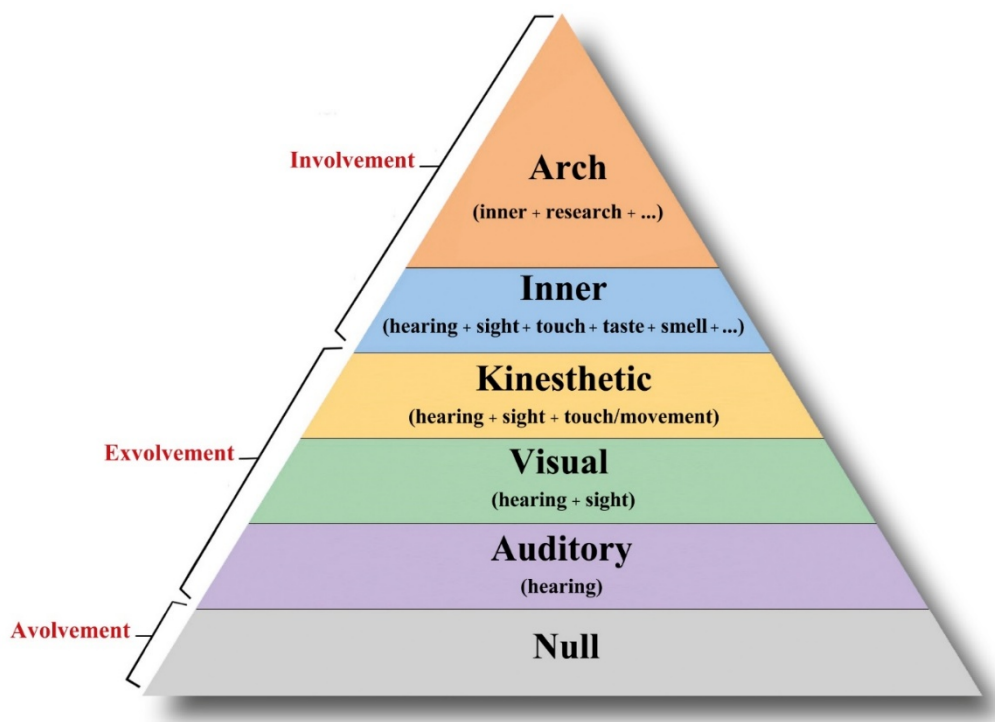 Involvement
Arch
(inner + research + ...)
Inner
(hearing + sight + touch + taste + smell + ...)
Kinesthetic
(hearing + sight + touch/movement)
Exvolvement
Visual
(hearing + sight)
Auditory
(hearing)
Avolvement
Null